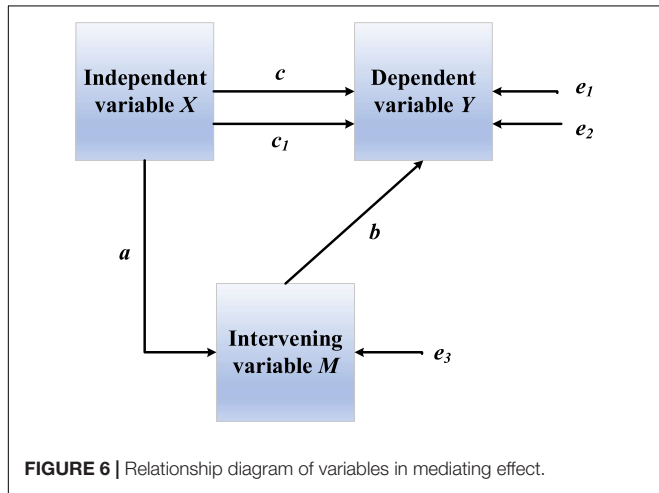 Independent
variable X
c
c1
Dependent
variable Y
e1
e2
a
b
Intervening
variable M
e3
FIGURE 6 | Relationship diagram of variables in mediating effect.